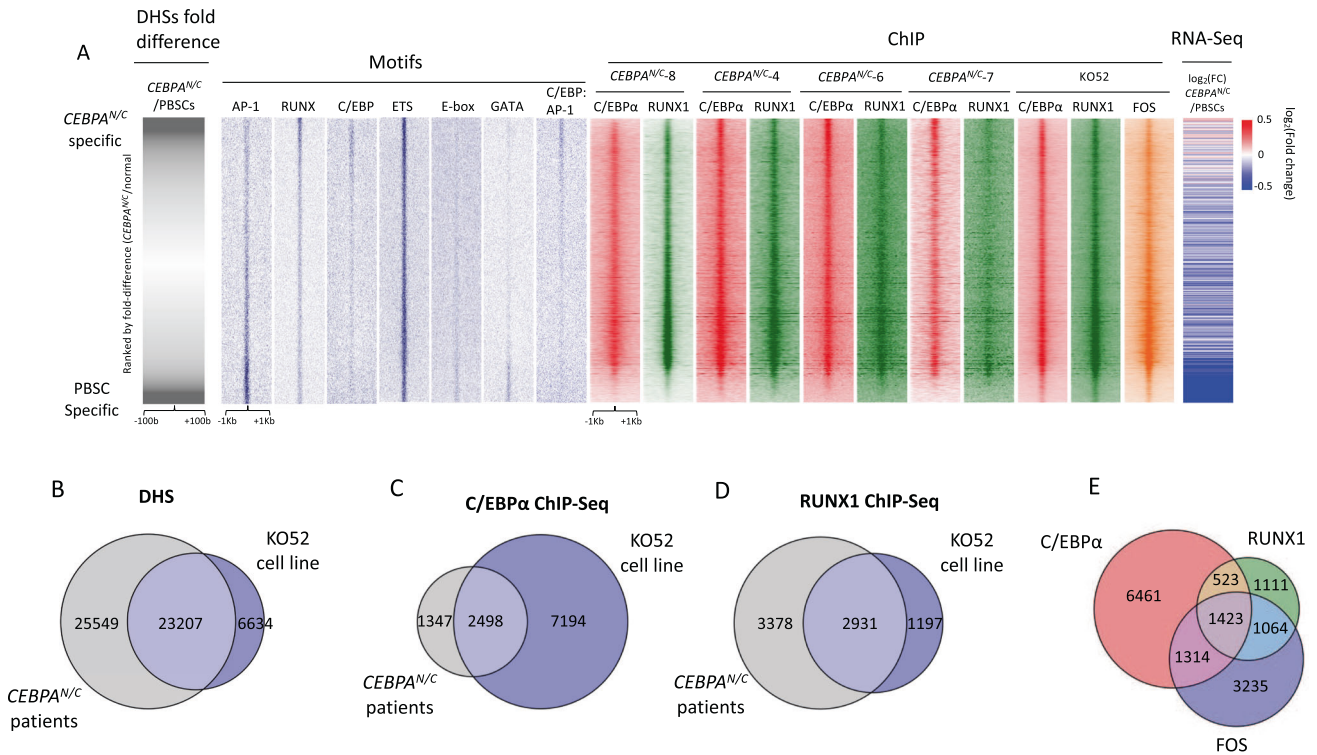 A
DHSs fold
difference
Motifs
ChIP
RNA-Seq
CEBPA^N/C
/PBSCs
AP-1 RUNX C/EBP ETS E-box GATA C/EBP:
AP-1
CEBPA^N/C-8 CEBPA^N/C-4 CEBPA^N/C-6 CEBPA^N/C-7 KO52
C/EBPα RUNX1 C/EBPα RUNX1 C/EBPα RUNX1 C/EBPα RUNX1 C/EBPα RUNX1 FOS
log2(FC)
CEBPA^N/C
/PBSCs
CEBPA^N/C
specific
Ranked by fold-difference (CEBPA^N/C/normal
PBSC
Specific
0.5
0
-0.5
log2(Fold change)
-100b +100b -1Kb +1Kb -1Kb +1Kb
B
DHS
KO52
cell line
25549 23207 6634
CEBPA^N/C
patients
C
C/EBPα ChIP-Seq
KO52
cell line
1347 2498 7194
CEBPA^N/C
patients
D
RUNX1 ChIP-Seq
KO52
cell line
3378 2931 1197
CEBPA^N/C
patients
E
C/EBPα
RUNX1
523
1111
6461
1423
1064
1314
3235
FOS